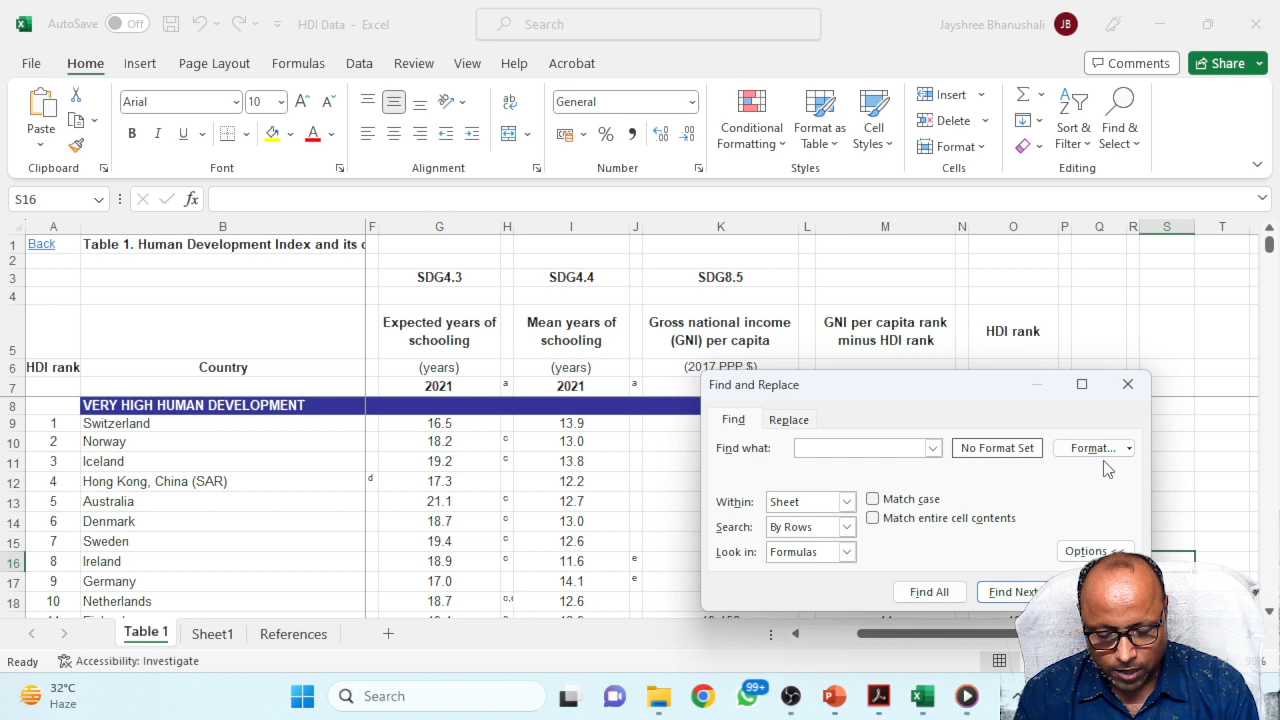 AutoSave Off HDI Data - Excel Search Jayshree Bhanushali JB
File Home Insert Page Layout Formulas Data Review View Help Acrobat Comments Share
Paste Arial 10 General Conditional Formatting Format as Table Cell Styles Insert Delete Format Sort & Filter Find & Select
Clipboard Font Alignment Number Styles Cells Editing
S16 fx
A B F G H I J K L M N O P Q R S T
1 Back Table 1. Human Development Index and its c
2
3 SDG4.3 SDG4.4 SDG8.5
4
5 Expected years of schooling Mean years of schooling Gross national income (GNI) per capita GNI per capita rank minus HDI rank HDI rank
6 HDI rank Country (years) (years) (2017 PPP $)
7 2021 a 2021 a
8 VERY HIGH HUMAN DEVELOPMENT
9 1 Switzerland 16.5 13.9
10 2 Norway 18.2 c 13.0
11 3 Iceland 19.2 c 13.8
12 4 Hong Kong, China (SAR) d 17.3 12.2
13 5 Australia 21.1 c 12.7
14 6 Denmark 18.7 c 13.0
15 7 Sweden 19.4 c 12.6
16 8 Ireland 18.9 c 11.6 e
17 9 Germany 17.0 14.1 e
18 10 Netherlands 18.7 c, 12.6
Find and Replace
Find Replace
Find what: No Format Set Format...
Within: Sheet Match case
Search: By Rows Match entire cell contents
Look in: Formulas Options <<
Find All Find Next
Table 1 Sheet1 References
Ready Accessibility: Investigate
32°C
Haze
Search 99+